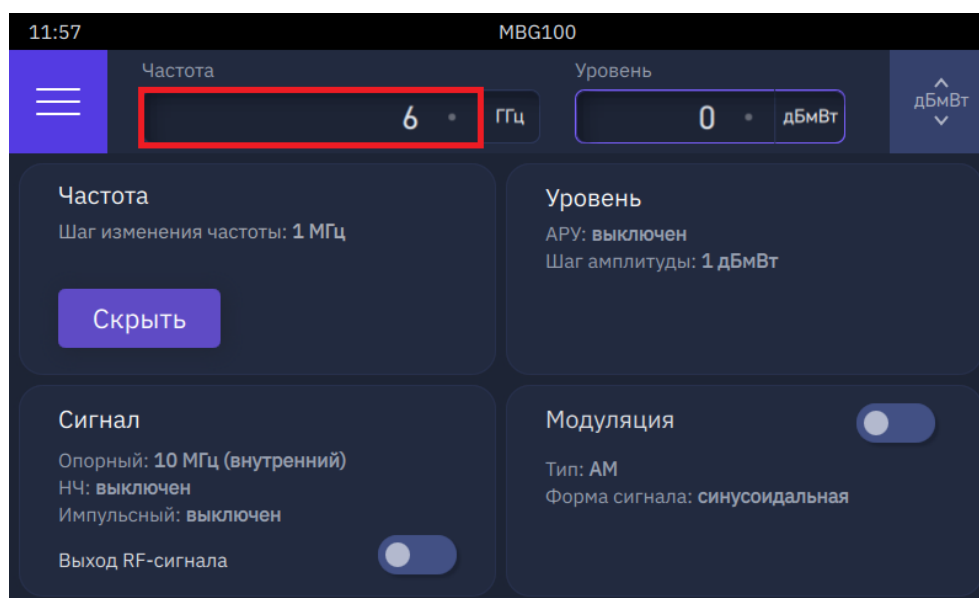 11:57
MBG100
Частота
Уровень
6
ГГц
0
дБмВт
дБмВт
Частота
Шаг изменения частоты: 1 МГц
Скрыть
Уровень
АРУ: выключен
Шаг амплитуды: 1 дБмВт
Сигнал
Опорный: 10 МГц (внутренний)
НЧ: выключен
Импульсный: выключен
Выход RF-сигнала
Модуляция
Тип: АМ
Форма сигнала: синусоидальная